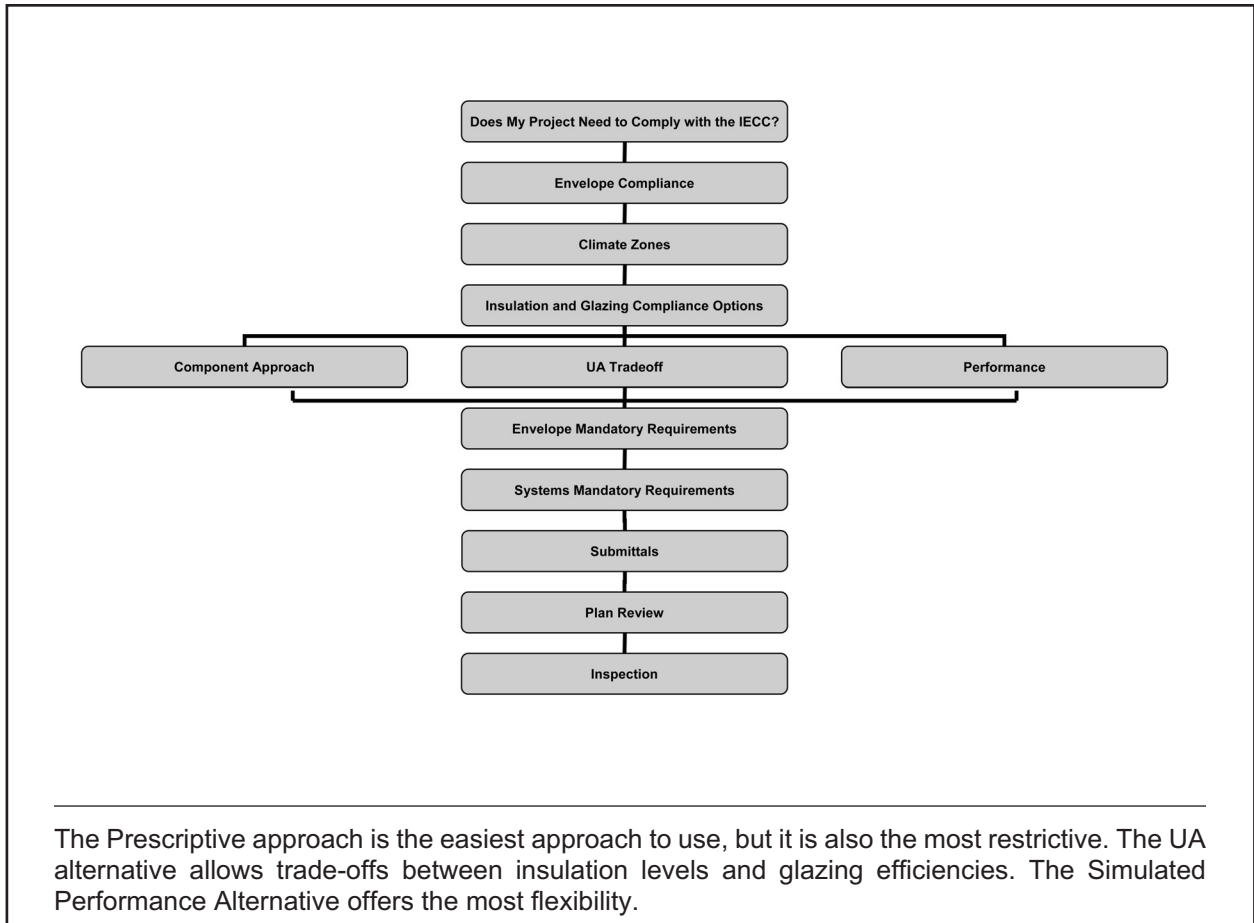 Does My Project Need to Comply with the IECC?
Envelope Compliance
Climate Zones
Insulation and Glazing Compliance Options
Component Approach
UA Tradeoff
Performance
Envelope Mandatory Requirements
Systems Mandatory Requirements
Submittals
Plan Review
Inspection
The Prescriptive approach is the easiest approach to use, but it is also the most restrictive. The UA
alternative allows trade-offs between insulation levels and glazing efficiencies. The Simulated
Performance Alternative offers the most flexibility.